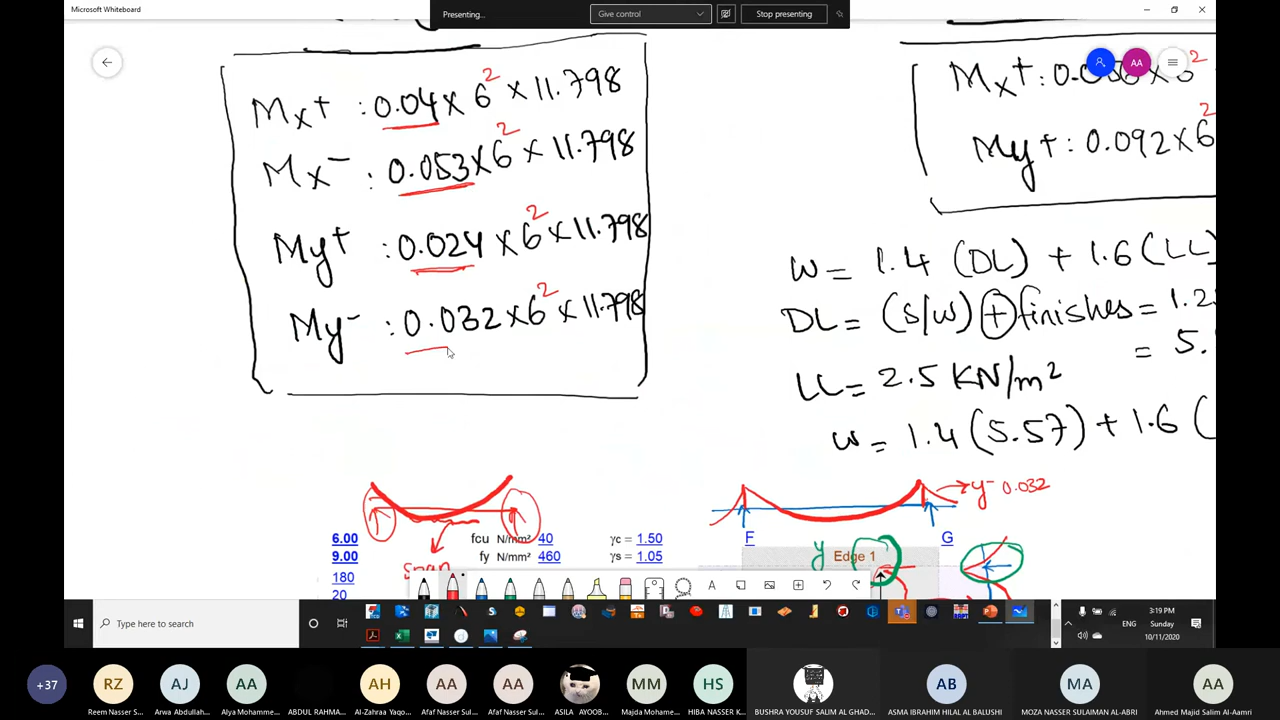 Microsoft Whiteboard
Presenting...
Give control
Stop presenting
AA
Mx+ : 0.04 x 6² x 11.798
Mx- : 0.053 x 6² x 11.798
My+ : 0.024 x 6² x 11.798
My- : 0.032 x 6² x 11.798
Mx+ :
My+ : 0.092 x 6²
w = 1.4 (DL) + 1.6 (LL)
DL = (s/w) + finishes = 1.2
= 5.
LL = 2.5 KN/m²
w = 1.4 (5.57) + 1.6 (
span
y- 0.032
6.00 fcu N/mm² 40 γc = 1.50
9.00 fy N/mm² 460 γs = 1.05
180
20
F
G
y
Edge 1
Type here to search
ENG
3:19 PM
Sunday
10/11/2020
+37
RZ
AJ
AA
AH
AA
AA
MM
HS
AB
MA
AA
Reem Nasser S...
Arwa Abdullah...
Alya Mohamme...
ABDUL RAHMA...
Al-Zahraa Yaqo...
Afaf Nasser Sul...
Afaf Nasser Sul...
ASILA AYOOB...
Majda Mohame...
HIBA NASSER K...
BUSHRA YOUSUF SALIM AL GHAD...
ASMA IBRAHIM HILAL AL BALUSHI
MOZA NASSER SULAIMAN AL-ABRI
Ahmed Majid Salim Al-Aamri